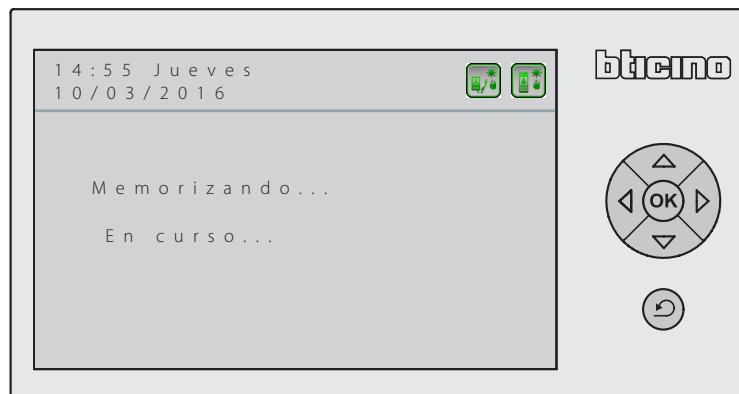 14:55 Jueves
10/03/2016
bticino
Memorizando...
En curso...
OK